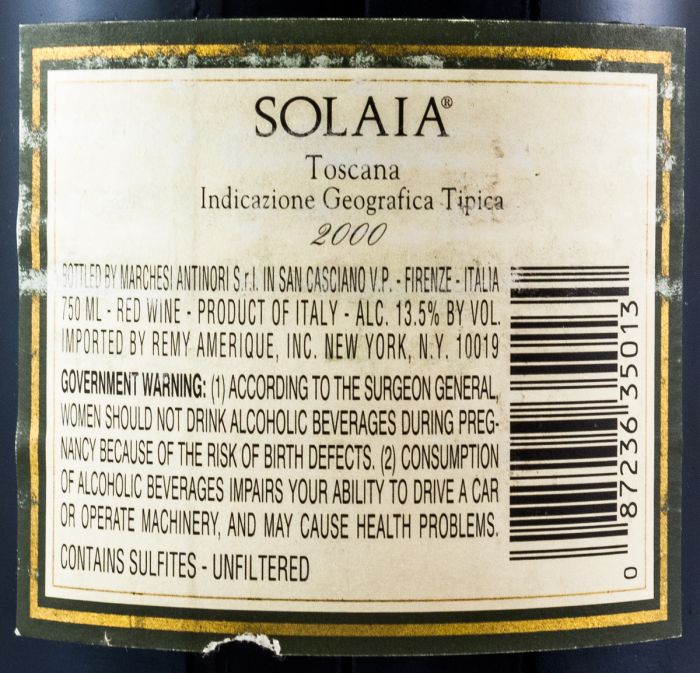 SOLAIA®
Toscana
Indicazione Geografica Tipica
2000
BOTTLED BY MARCHESI ANTINORI S.r.l. IN SAN CASCIANO V.P. - FIRENZE - ITALIA
750 ML - RED WINE - PRODUCT OF ITALY - ALC. 13.5% BY VOL.
IMPORTED BY REMY AMERIQUE, INC. NEW YORK, N.Y. 10019
GOVERNMENT WARNING: (1) ACCORDING TO THE SURGEON GENERAL,
WOMEN SHOULD NOT DRINK ALCOHOLIC BEVERAGES DURING PREG-
NANCY BECAUSE OF THE RISK OF BIRTH DEFECTS. (2) CONSUMPTION
OF ALCOHOLIC BEVERAGES IMPAIRS YOUR ABILITY TO DRIVE A CAR
OR OPERATE MACHINERY, AND MAY CAUSE HEALTH PROBLEMS.
CONTAINS SULFITES - UNFILTERED
0 87236 35013